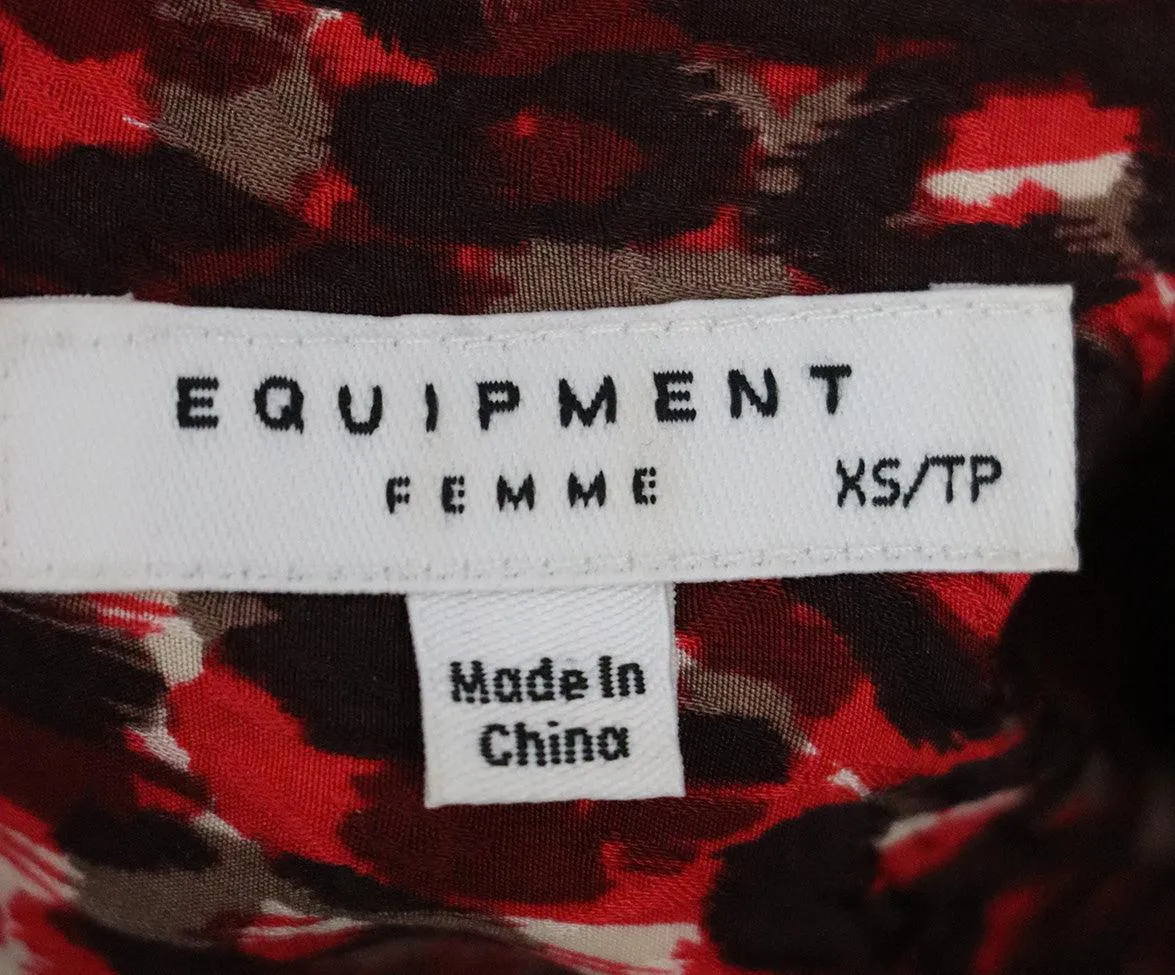 EQUIPMENT
FEMME XS/TP
Made In
China